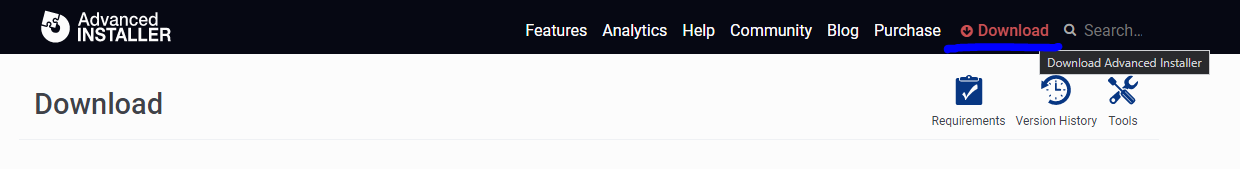 Advanced
INSTALLER
Features Analytics Help Community Blog Purchase Download Search...
Download Advanced Installer
Download
Requirements Version History Tools